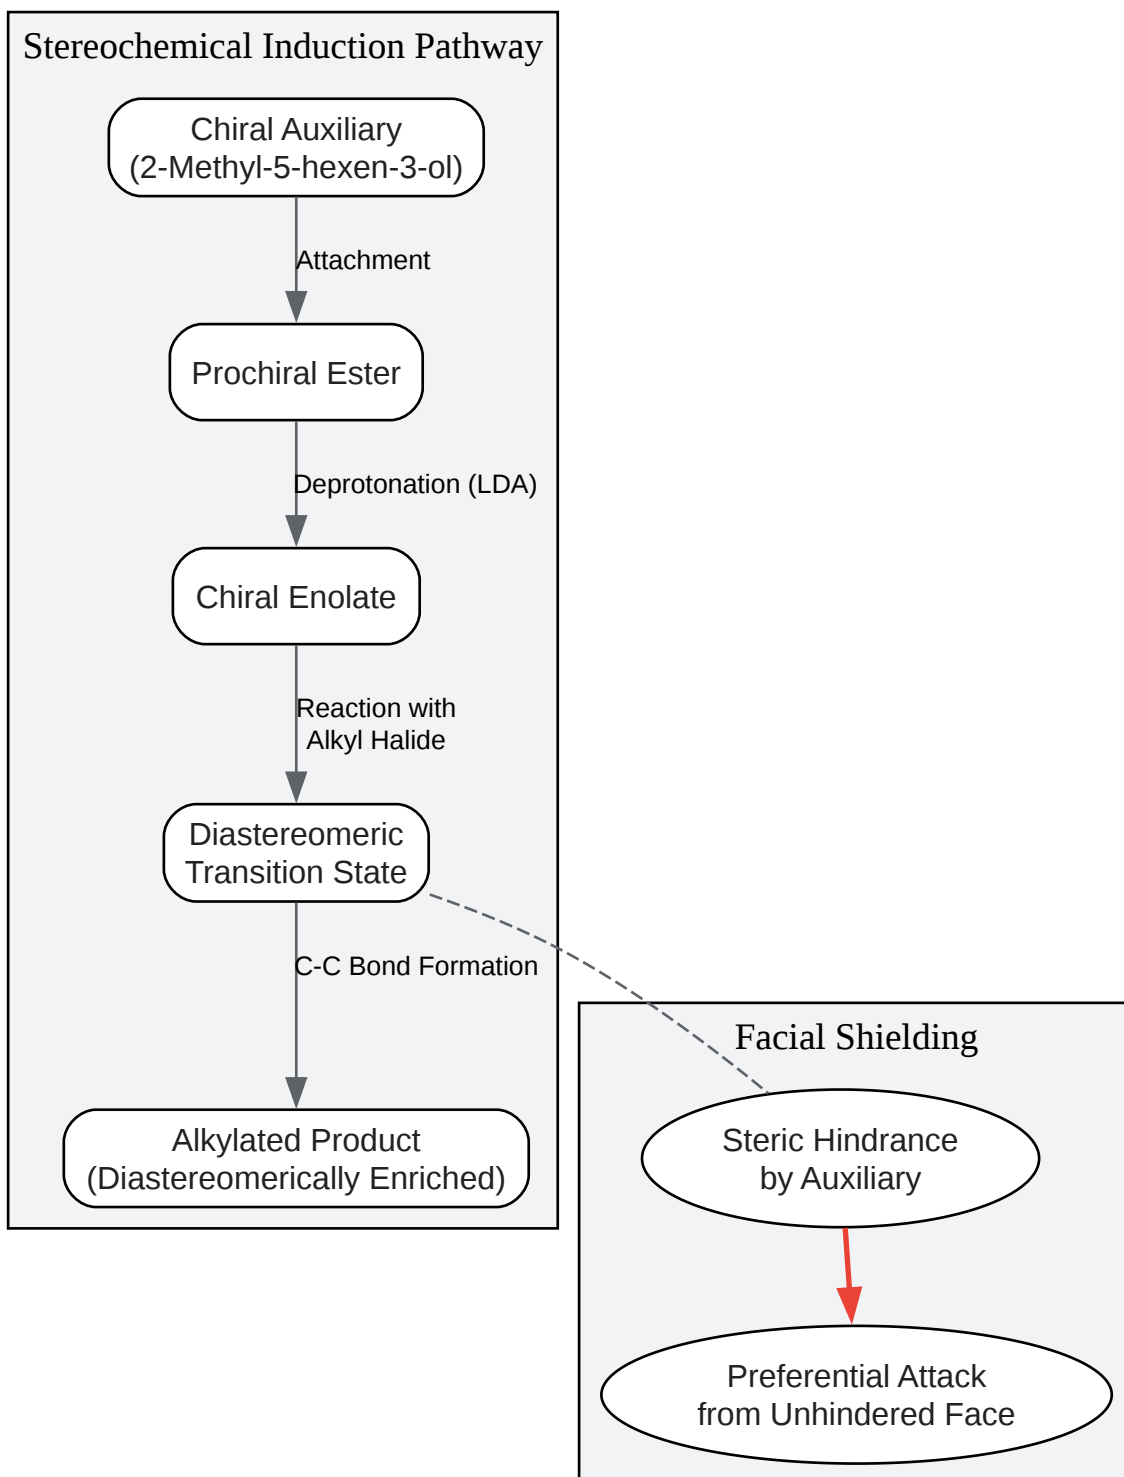 Stereochemical Induction Pathway
Chiral Auxiliary
(2-Methyl-5-hexen-3-ol)
Attachment
Prochiral Ester
Deprotonation (LDA)
Chiral Enolate
Reaction with
Alkyl Halide
Diastereomeric
Transition State
C-C Bond Formation
Alkylated Product
(Diastereomerically Enriched)
Facial Shielding
Steric Hindrance
by Auxiliary
Preferential Attack
from Unhindered Face